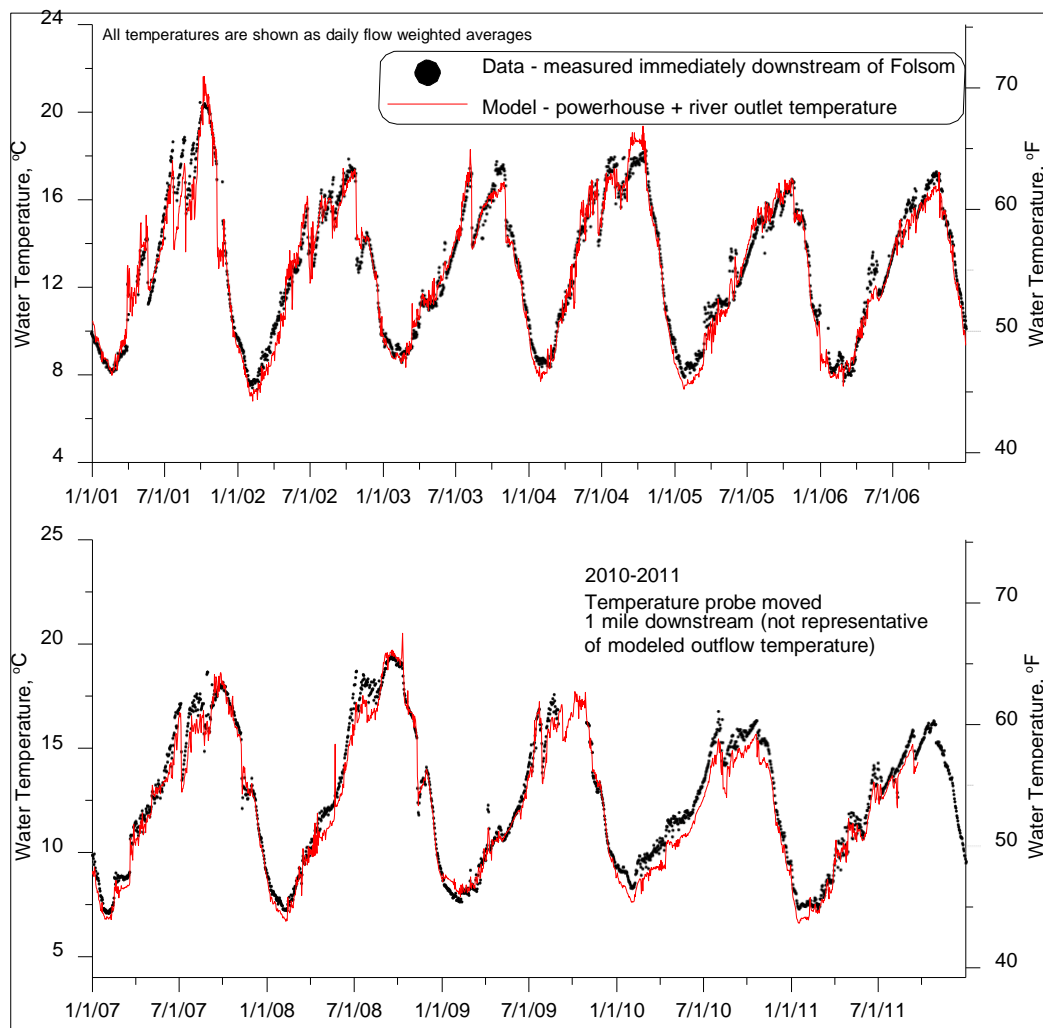 All temperatures are shown as daily flow weighted averages
Data - measured immediately downstream of Folsom
Model - powerhouse + river outlet temperature
24
20
16
12
8
4
Water Temperature, ºC
70
60
50
40
Water Temperature, ºF
1/1/01 7/1/01 1/1/02 7/1/02 1/1/03 7/1/03 1/1/04 7/1/04 1/1/05 7/1/05 1/1/06 7/1/06
2010-2011
Temperature probe moved
1 mile downstream (not representative
of modeled outflow temperature)
25
20
15
10
5
Water Temperature, ºC
70
60
50
40
Water Temperature, ºF
1/1/07 7/1/07 1/1/08 7/1/08 1/1/09 7/1/09 1/1/10 7/1/10 1/1/11 7/1/11